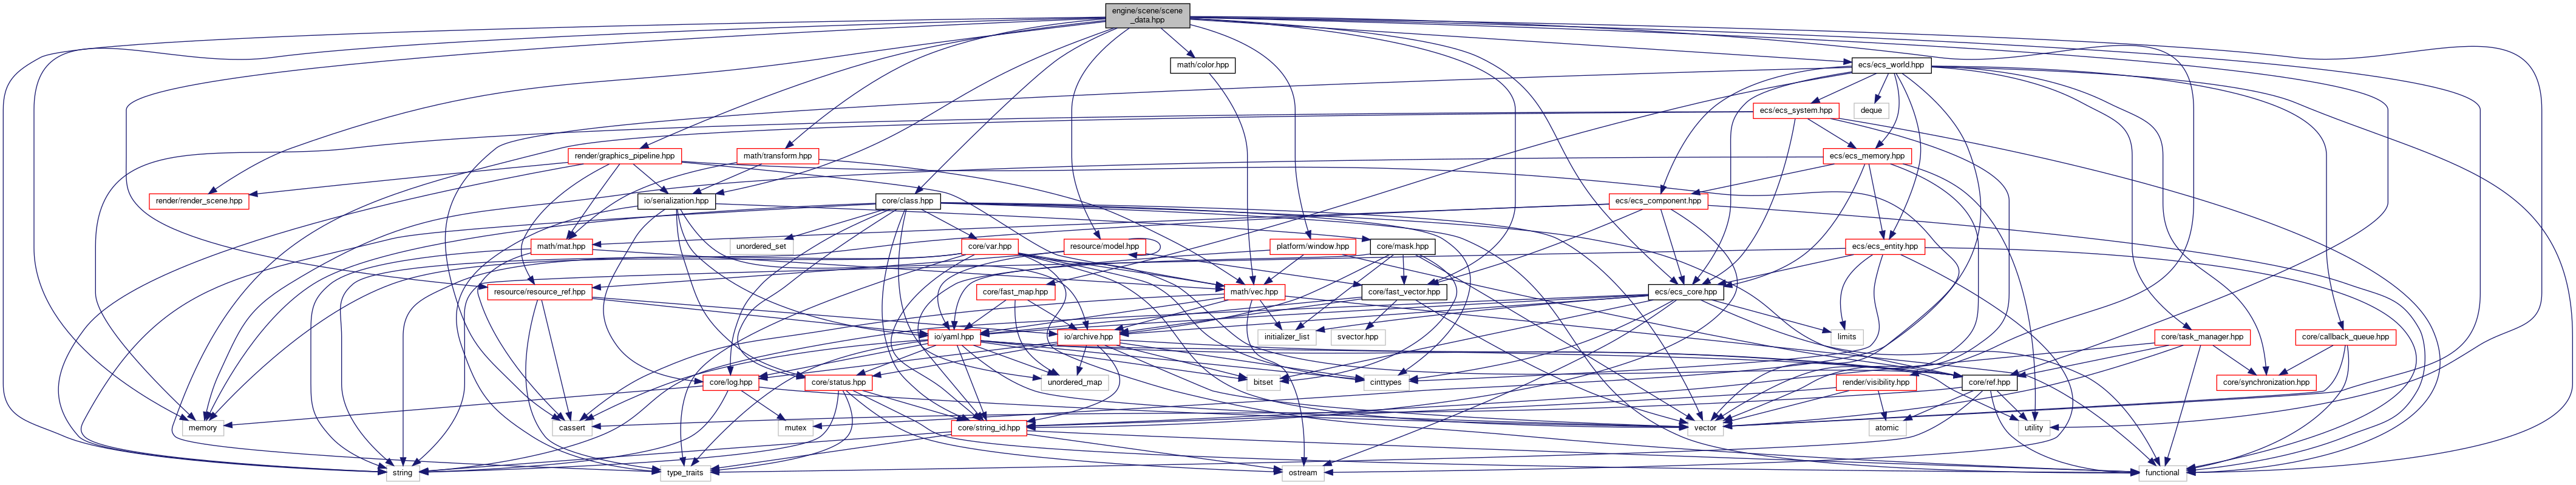 engine/scene/scene
_data.hpp
math/color.hpp
ecs/ecs_world.hpp
ecs/ecs_system.hpp
deque
render/graphics_pipeline.hpp
math/transform.hpp
ecs/ecs_memory.hpp
render/render_scene.hpp
io/serialization.hpp
core/class.hpp
ecs/ecs_component.hpp
math/mat.hpp
unordered_set
core/var.hpp
resource/model.hpp
platform/window.hpp
core/mask.hpp
ecs/ecs_entity.hpp
resource/resource_ref.hpp
core/fast_map.hpp
math/vec.hpp
core/fast_vector.hpp
ecs/ecs_core.hpp
io/yaml.hpp
io/archive.hpp
initializer_list
svector.hpp
limits
core/task_manager.hpp
core/callback_queue.hpp
core/log.hpp
core/status.hpp
unordered_map
bitset
cinttypes
render/visibility.hpp
core/ref.hpp
core/synchronization.hpp
memory
cassert
mutex
core/string_id.hpp
vector
atomic
utility
string
type_traits
ostream
functional